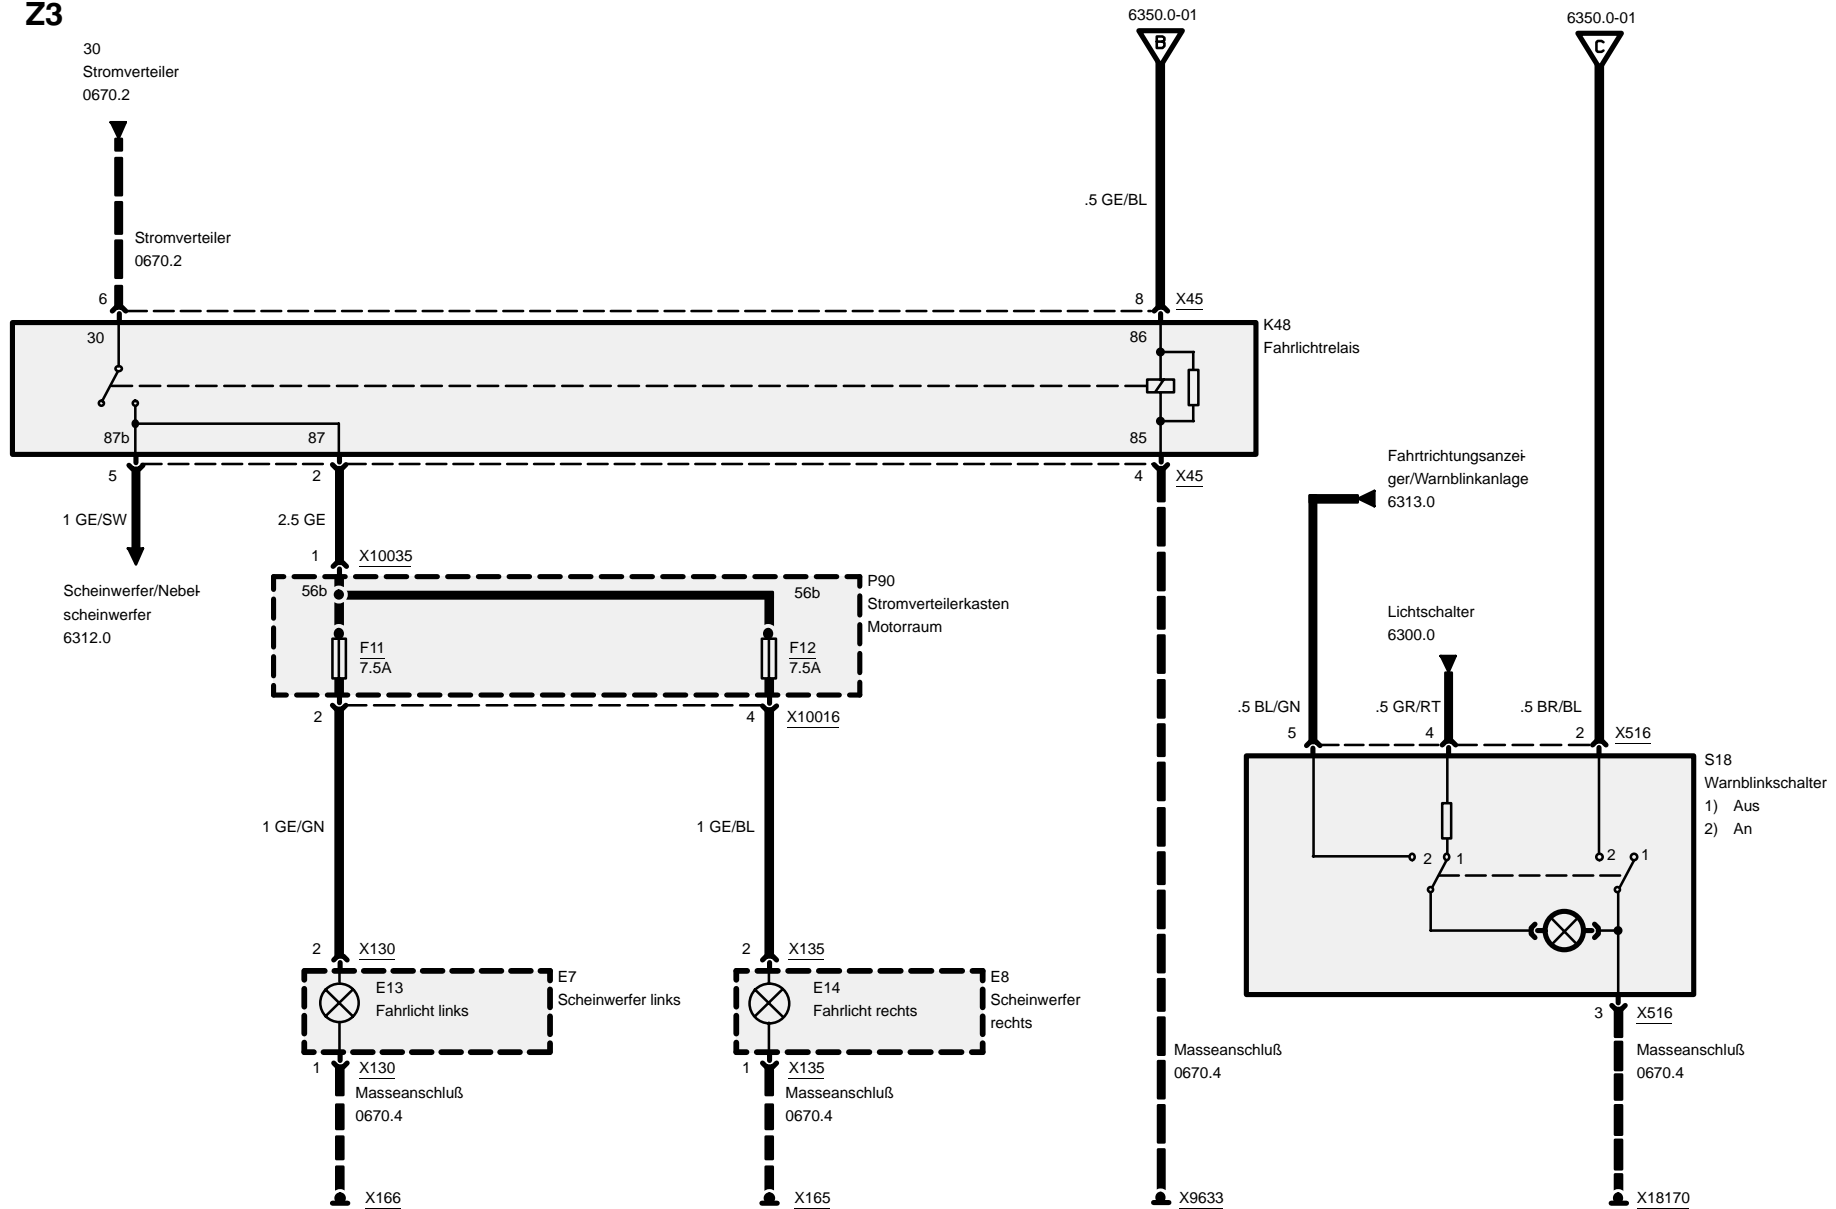 Z3
6350.0-01
6350.0-01
B
C
30
Stromverteiler
0670.2
.5 GE/BL
Stromverteiler
0670.2
6
8
X45
K48
Fahrlichtrelais
30
86
87b
87
85
5
2
4
X45
Fahrtrichtungsanzei-
ger/Warnblinkanlage
6313.0
1 GE/SW
2.5 GE
1
X10035
Scheinwerfer/Nebel-
scheinwerfer
6312.0
56b
56b
P90
Stromverteilerkasten
Motorraum
F11
7.5A
F12
7.5A
Lichtschalter
6300.0
2
4
X10016
.5 BL/GN
.5 GR/RT
.5 BR/BL
5
4
2
X516
S18
Warnblinkschalter
1) Aus
2) An
1 GE/GN
1 GE/BL
2
1
2
1
2
X130
2
X135
E7
Scheinwerfer links
E13
Fahrlicht links
E8
Scheinwerfer
rechts
E14
Fahrlicht rechts
3
X516
1
X130
1
X135
Masseanschluß
0670.4
Masseanschluß
0670.4
Masseanschluß
0670.4
Masseanschluß
0670.4
X166
X165
X9633
X18170